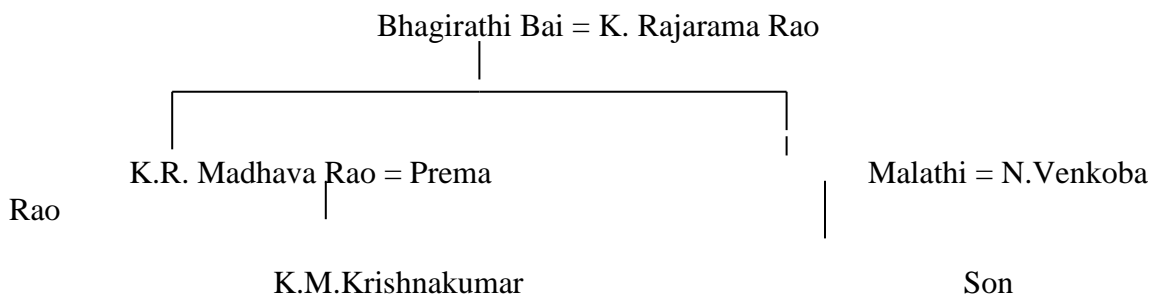 Bhagirathi Bai = K. Rajarama Rao
K.R. Madhava Rao = Prema Malathi = N.Venkoba
Rao
K.M.Krishnakumar Son